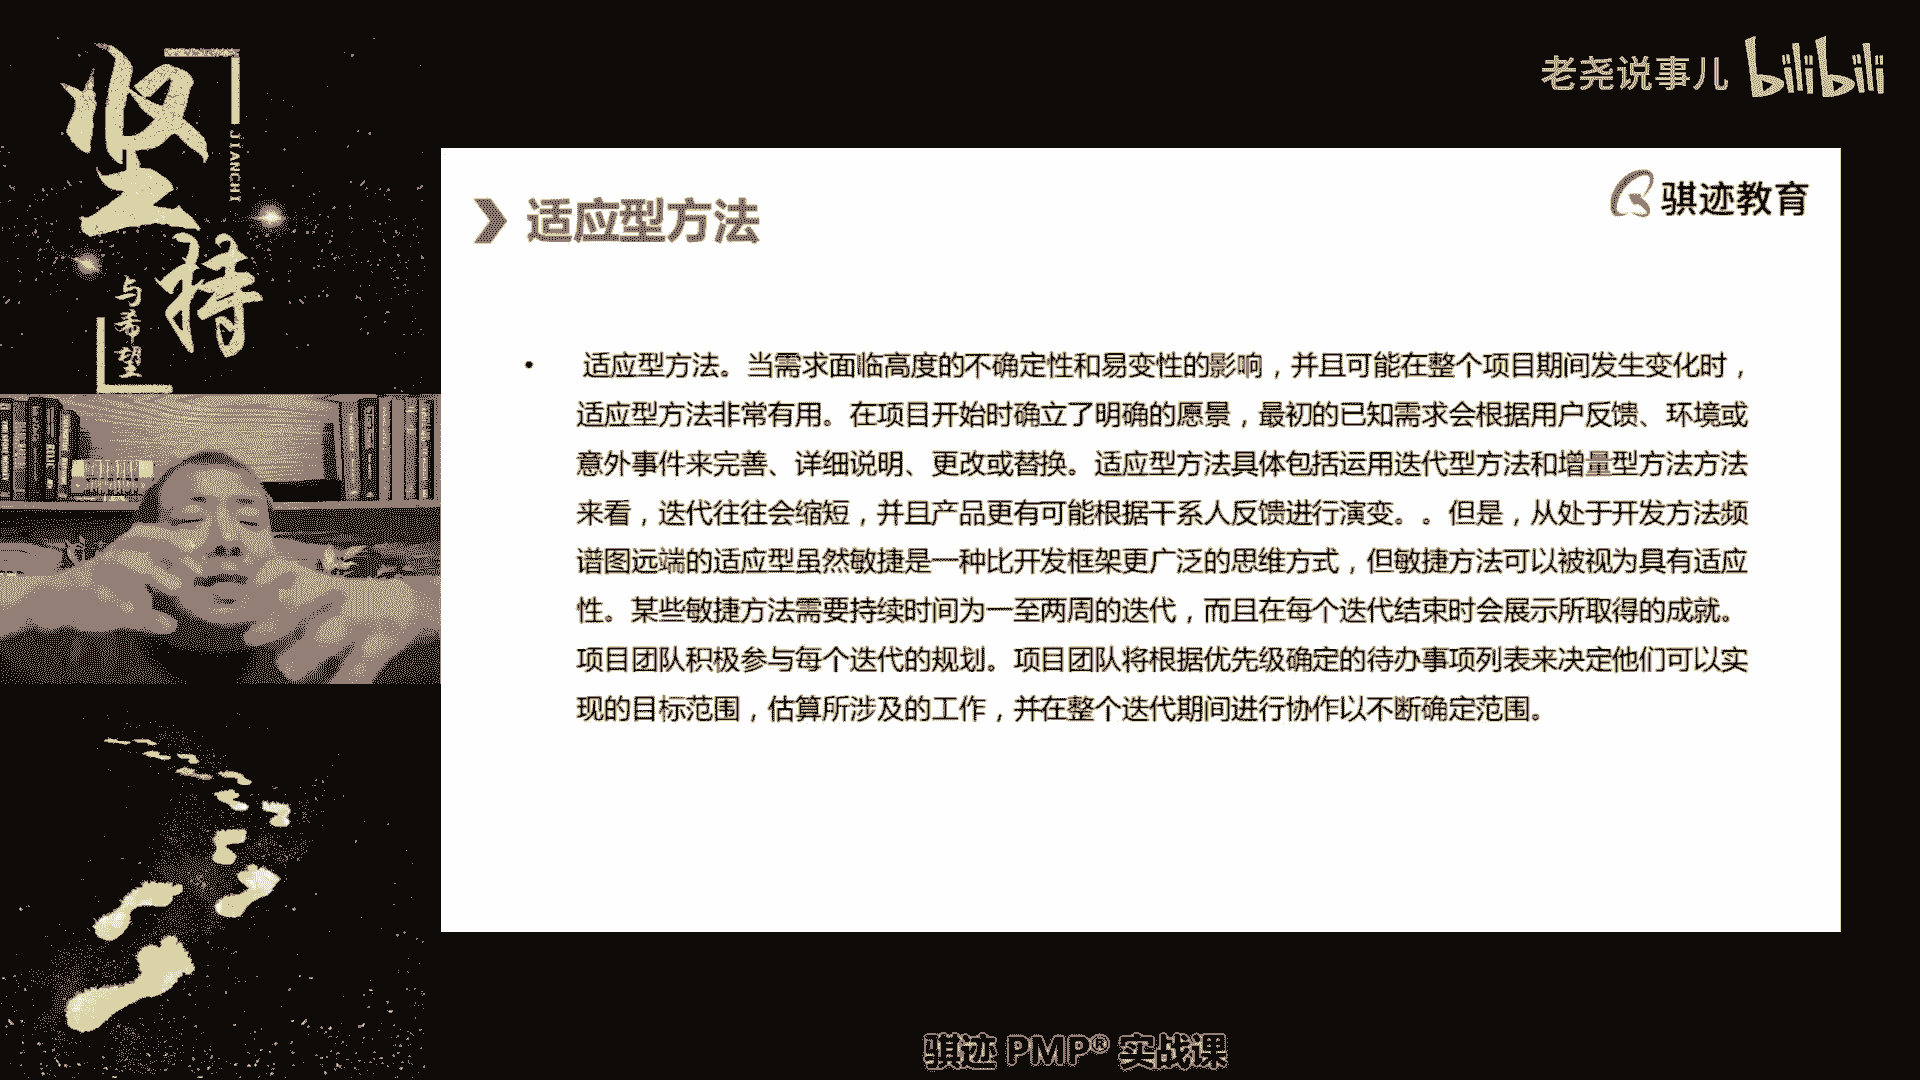 坚持
JIANCHI
与希望
老尧说事儿 bilibili
骐迹教育
适应型方法
• 适应型方法。当需求面临高度的不确定性和易变性的影响，并且可能在整个项目期间发生变化时，
适应型方法非常有用。在项目开始时确立了明确的愿景，最初的已知需求会根据用户反馈、环境或
意外事件来完善、详细说明、更改或替换。适应型方法具体包括运用迭代型方法和增量型方法方法
来看，迭代往往会缩短，并且产品更有可能根据干系人反馈进行演变。。但是，从处于开发方法频
谱图远端的适应型虽然敏捷是一种比开发框架更广泛的思维方式，但敏捷方法可以被视为具有适应
性。某些敏捷方法需要持续时间为一至两周的迭代，而且在每个迭代结束时会展示所取得的成就。
项目团队积极参与每个迭代的规划。项目团队将根据优先级确定的待办事项列表来决定他们可以实
现的目标范围，估算所涉及的工作，并在整个迭代期间进行协作以不断确定范围。
骐迹 PMP® 实战课